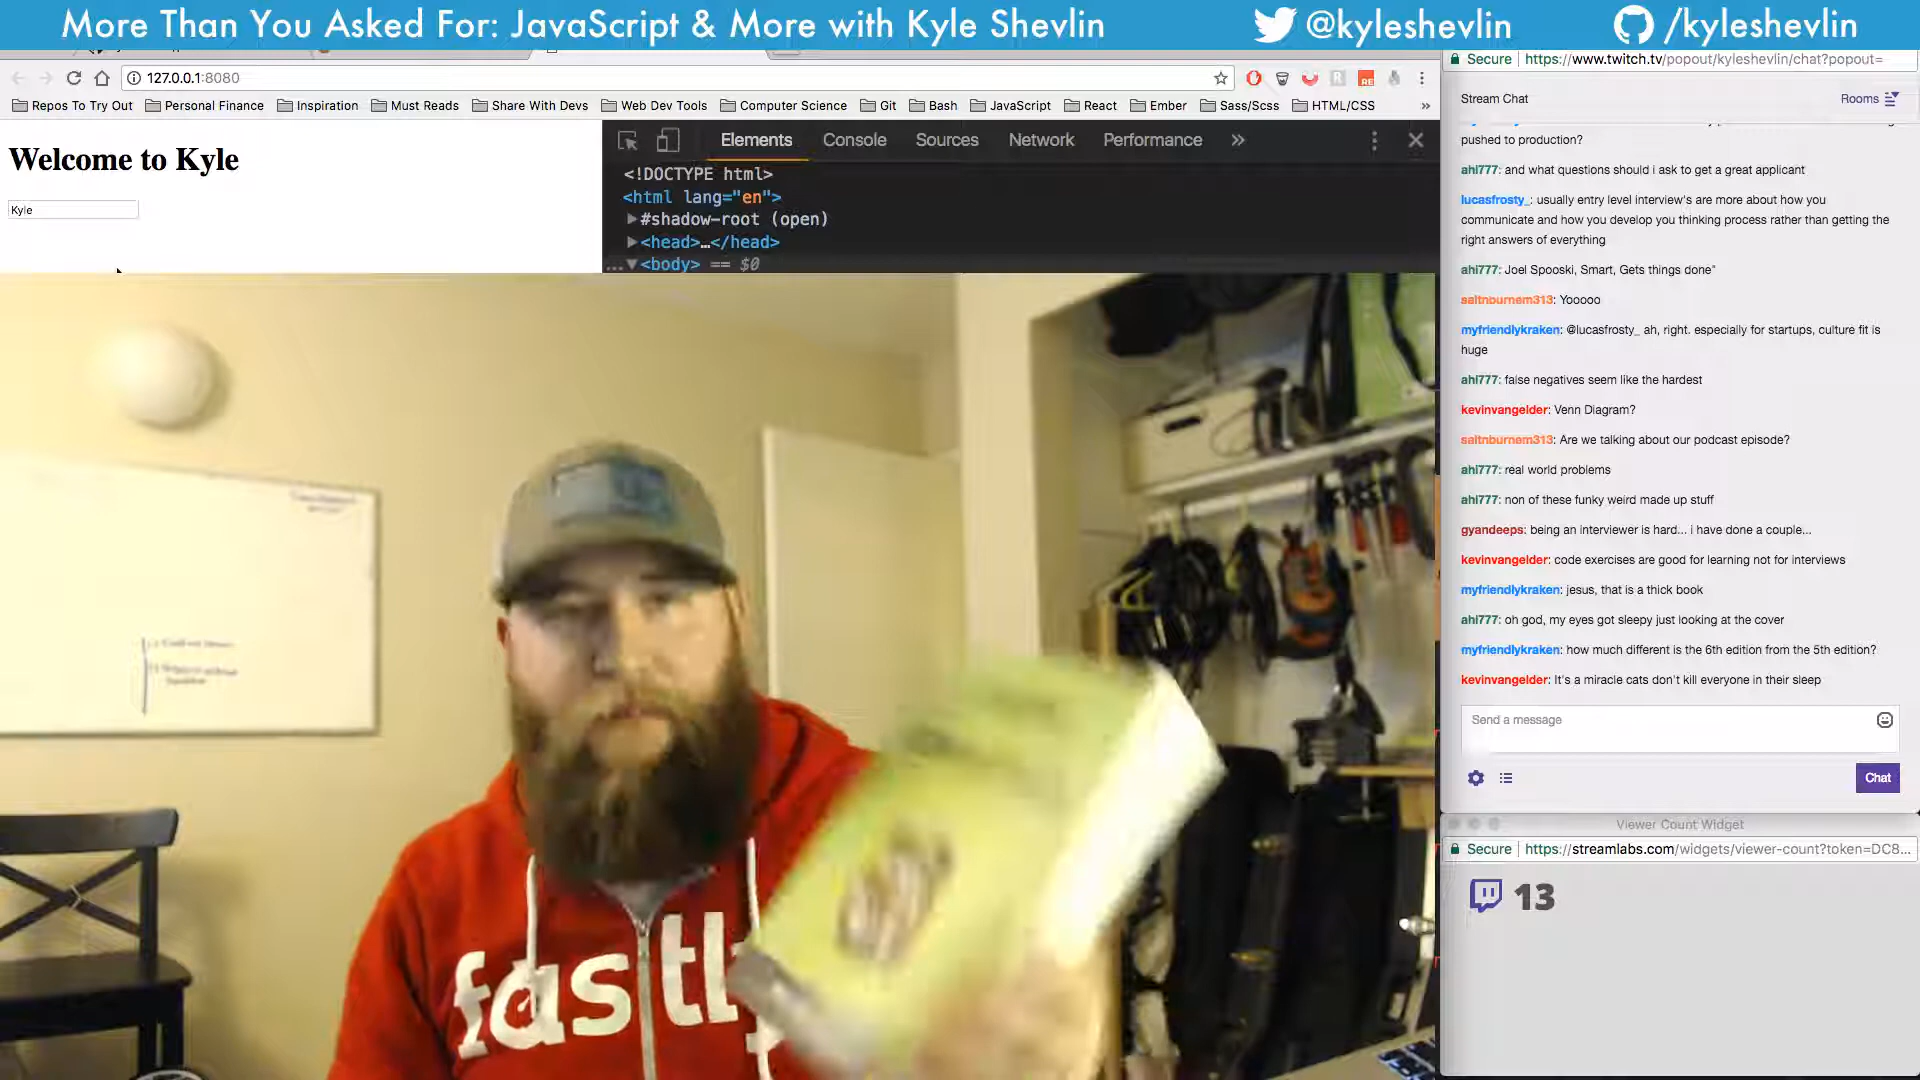 More Than You Asked For: JavaScript & More with Kyle Shevlin
@kyleshevlin
/kyleshevlin
127.0.0.1:8080
Repos To Try Out
Personal Finance
Inspiration
Must Reads
Share With Devs
Web Dev Tools
Computer Science
Git
Bash
JavaScript
React
Ember
Sass/Scss
HTML/CSS
»
Welcome to Kyle
Kyle
Elements
Console
Sources
Network
Performance
»
<!DOCTYPE html>
<html lang="en">
#shadow-root (open)
<head>…</head>
...<body> == $0
fastly
Secure
https://www.twitch.tv/popout/kyleshevlin/chat?popout=
Stream Chat
Rooms
pushed to production?
ahl777: and what questions should i ask to get a great applicant
lucasfrosty_: usually entry level interview's are more about how you
communicate and how you develop you thinking process rather than getting the
right answers of everything
ahl777: Joel Spooski, Smart, Gets things done"
saltnburnem313: Yooooo
myfriendlykraken: @lucasfrosty_ ah, right. especially for startups, culture fit is
huge
ahl777: false negatives seem like the hardest
kevinvangelder: Venn Diagram?
saltnburnem313: Are we talking about our podcast episode?
ahl777: real world problems
ahl777: non of these funky weird made up stuff
gyandeeps: being an interviewer is hard... i have done a couple...
kevinvangelder: code exercises are good for learning not for interviews
myfriendlykraken: jesus, that is a thick book
ahl777: oh god, my eyes got sleepy just looking at the cover
myfriendlykraken: how much different is the 6th edition from the 5th edition?
kevinvangelder: It's a miracle cats don't kill everyone in their sleep
Send a message
Chat
Viewer Count Widget
Secure
https://streamlabs.com/widgets/viewer-count?token=DC8...
13